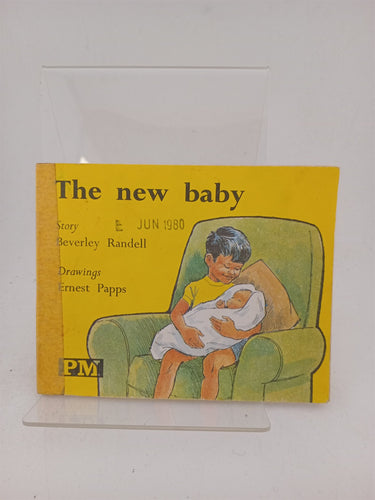 The new baby
Story
E JUN 1980
Beverley Randell
Drawings
Ernest Papps
PM